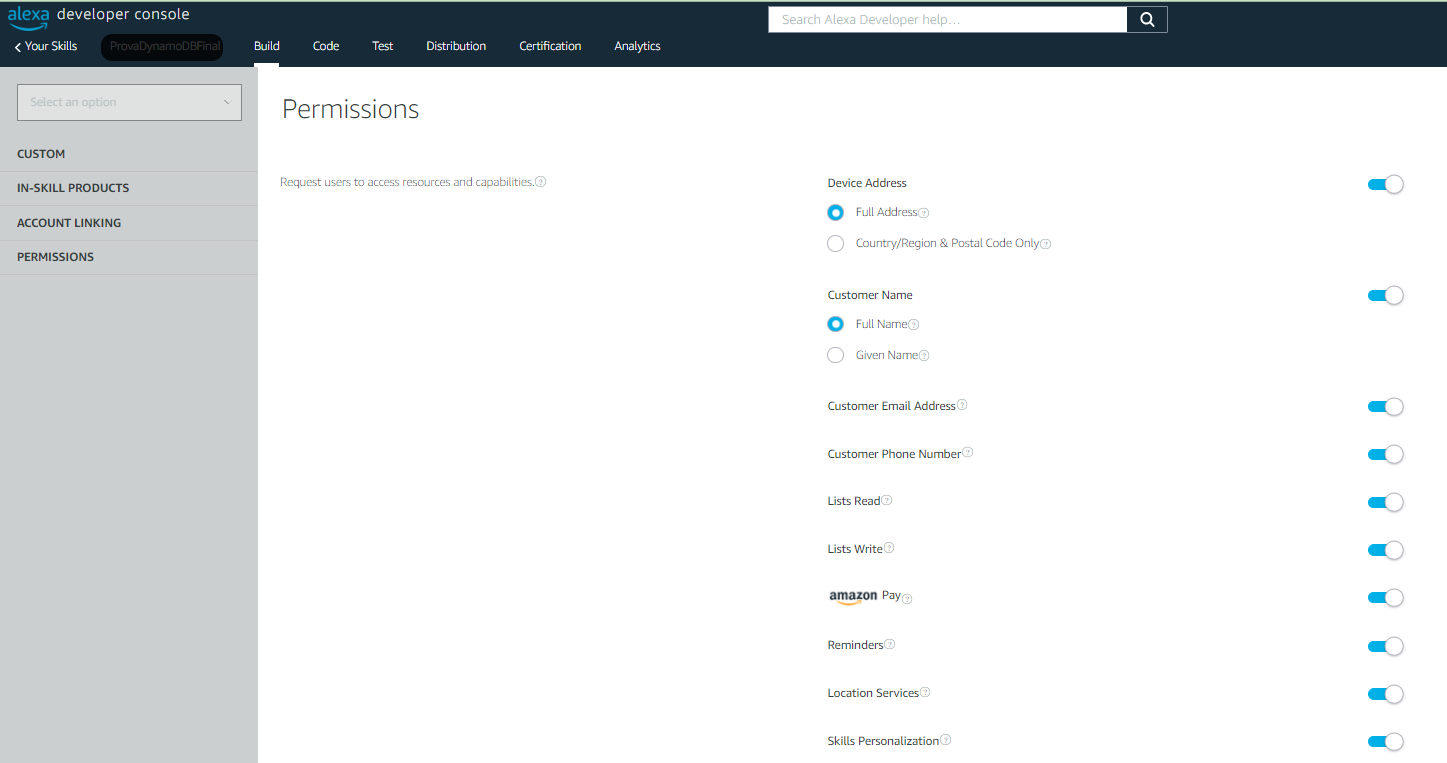 alexa developer console
Search Alexa Developer help...
Your Skills
ProvaDynamoDBFinal
Build
Code
Test
Distribution
Certification
Analytics
Select an option
CUSTOM
IN-SKILL PRODUCTS
ACCOUNT LINKING
PERMISSIONS
Permissions
Request users to access resources and capabilities.?
Device Address
Full Address?
Country/Region & Postal Code Only?
Customer Name
Full Name?
Given Name?
Customer Email Address?
Customer Phone Number?
Lists Read?
Lists Write?
amazon Pay?
Reminders?
Location Services?
Skills Personalization?